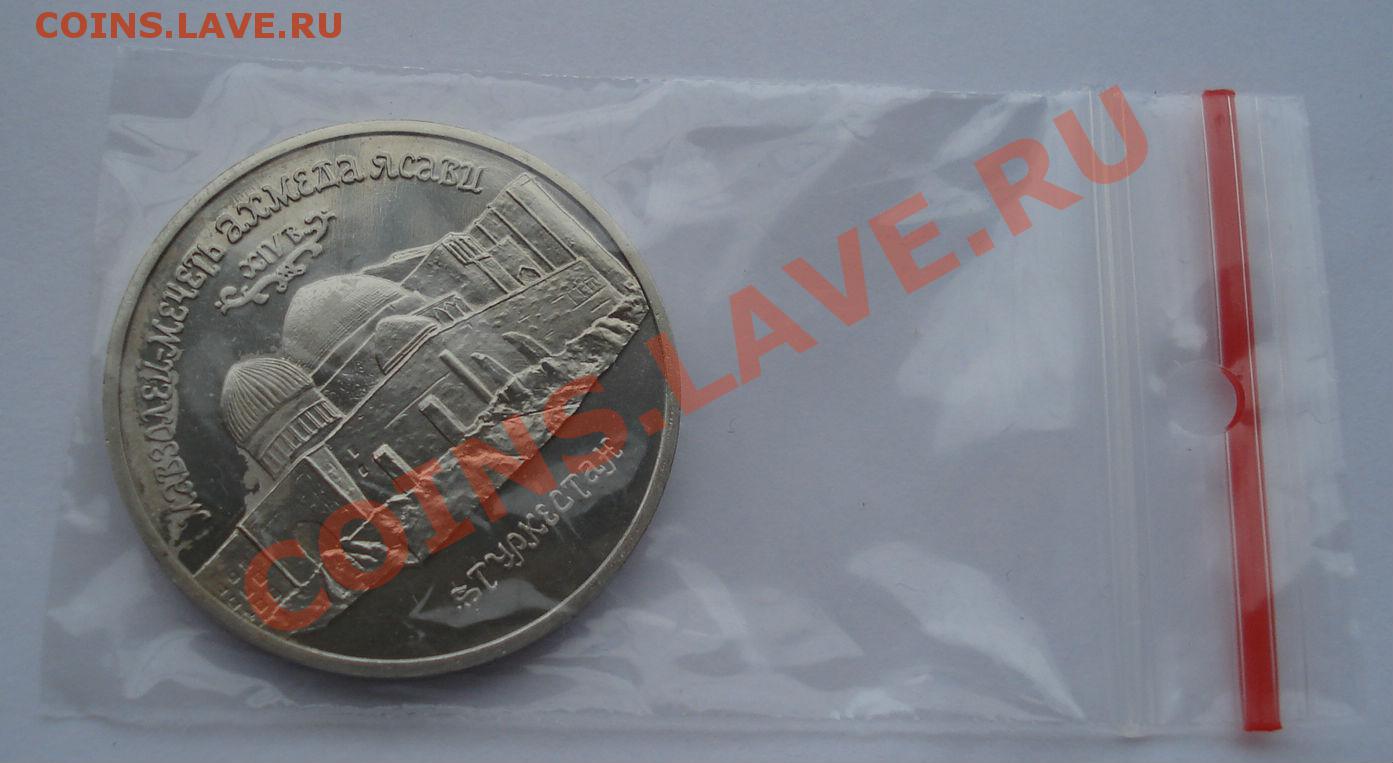 COINS.LAVE.RU
МАВЗОЛЕЙ-МЕЧЕТЬ АХМЕДА ЯСАВИ
XIV В.
Г. ТУРКЕСТАН
COINS.LAVE.RU